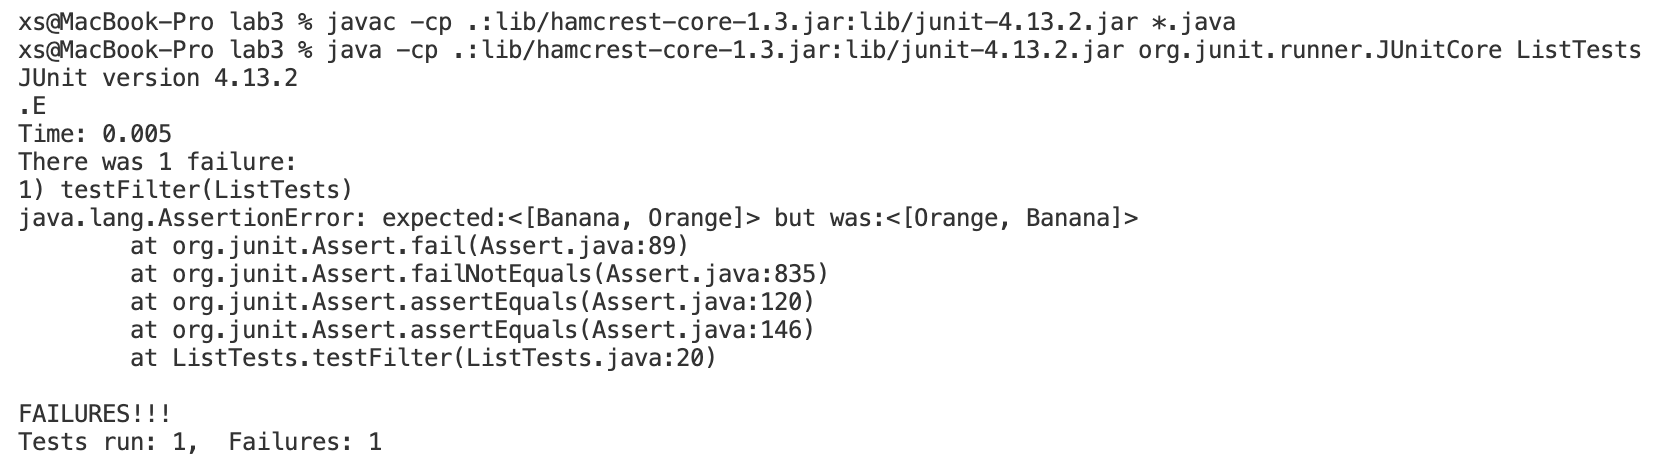 xs@MacBook-Pro lab3 % javac -cp .:lib/hamcrest-core-1.3.jar:lib/junit-4.13.2.jar *.java
xs@MacBook-Pro lab3 % java -cp .:lib/hamcrest-core-1.3.jar:lib/junit-4.13.2.jar org.junit.runner.JUnitCore ListTests
JUnit version 4.13.2
.E
Time: 0.005
There was 1 failure:
1) testFilter(ListTests)
java.lang.AssertionError: expected:<[Banana, Orange]> but was:<[Orange, Banana]>
        at org.junit.Assert.fail(Assert.java:89)
        at org.junit.Assert.failNotEquals(Assert.java:835)
        at org.junit.Assert.assertEquals(Assert.java:120)
        at org.junit.Assert.assertEquals(Assert.java:146)
        at ListTests.testFilter(ListTests.java:20)

FAILURES!!!
Tests run: 1,  Failures: 1